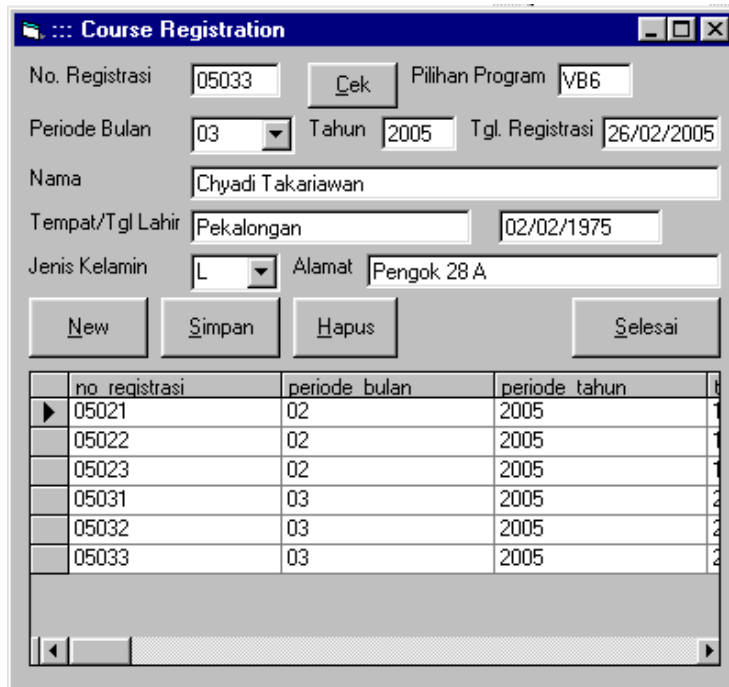 ::: Course Registration
No. Registrasi 05033 Cek Pilihan Program VB6
Periode Bulan 03 Tahun 2005 Tgl. Registrasi 26/02/2005
Nama Chyadi Takariawan
Tempat/Tgl Lahir Pekalongan 02/02/1975
Jenis Kelamin L Alamat Pengok 28 A
New Simpan Hapus Selesai
no_registrasi periode_bulan periode_tahun
05021 02 2005
05022 02 2005
05023 02 2005
05031 03 2005
05032 03 2005
05033 03 2005